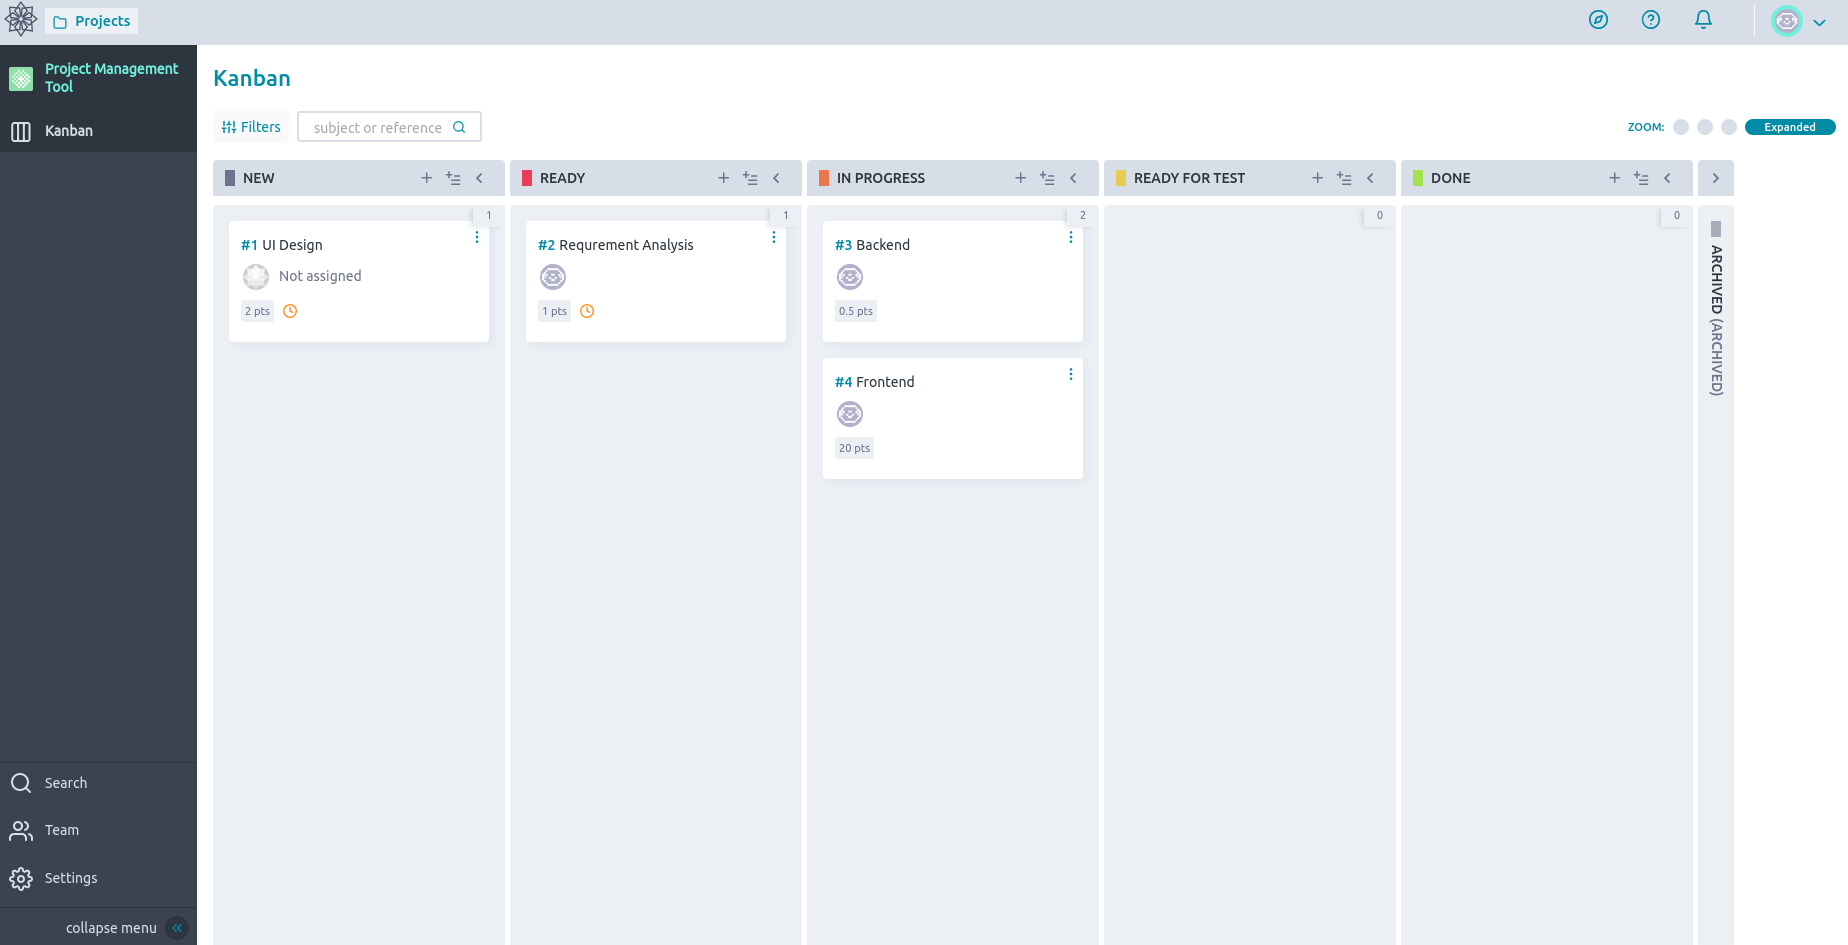 Projects
Project Management
Tool
Kanban
Search
Team
Settings
collapse menu
Kanban
Filters
subject or reference
ZOOM:
Expanded
NEW
1
#1 UI Design
Not assigned
2 pts
READY
1
#2 Requrement Analysis
1 pts
IN PROGRESS
2
#3 Backend
0.5 pts
#4 Frontend
20 pts
READY FOR TEST
0
DONE
0
ARCHIVED (ARCHIVED)